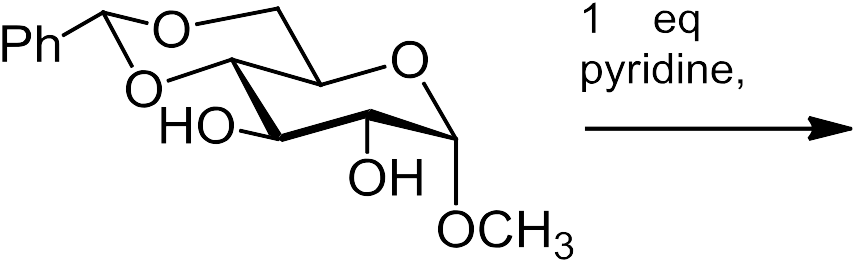 Ph
O
O
O
HO
OH
OCH3
1 eq
pyridine,